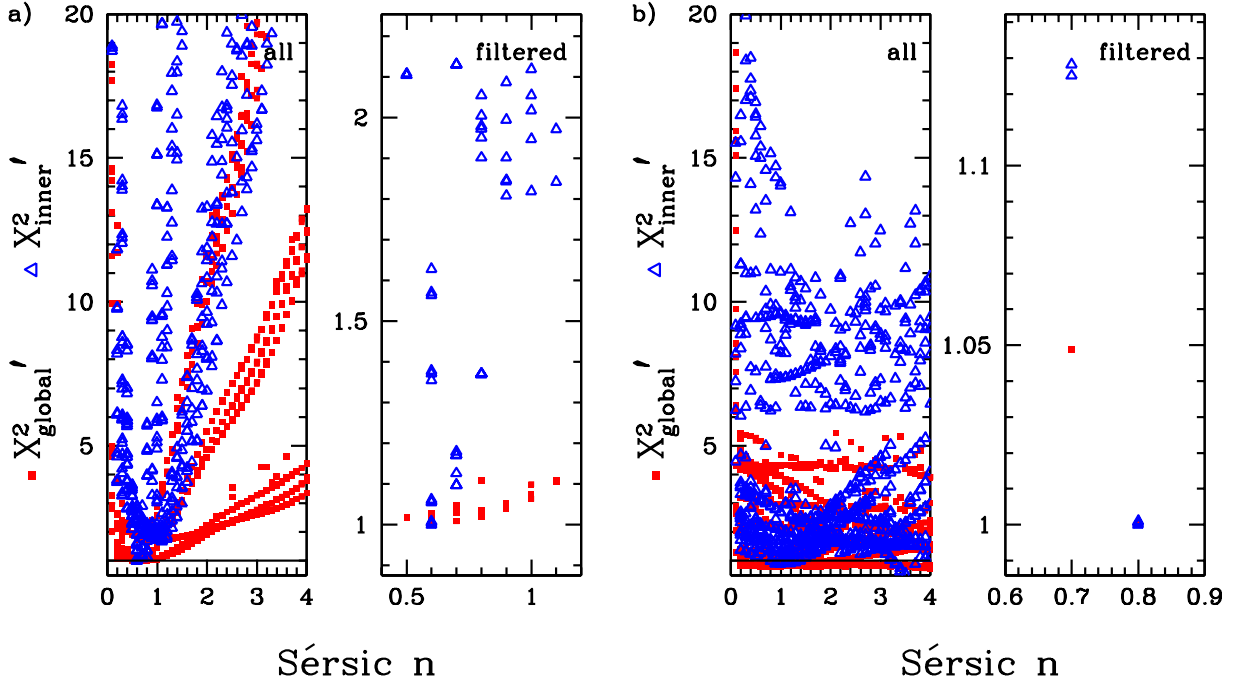 a)
all
filtered
20
15
10
5
0 1 2 3 4
2
1.5
1
0.5 1
△ X²inner′
■ X²global′
Sérsic n
b)
all
filtered
20
15
10
5
0 1 2 3 4
1.1
1.05
1
0.6 0.7 0.8 0.9
△ X²inner′
■ X²global′
Sérsic n